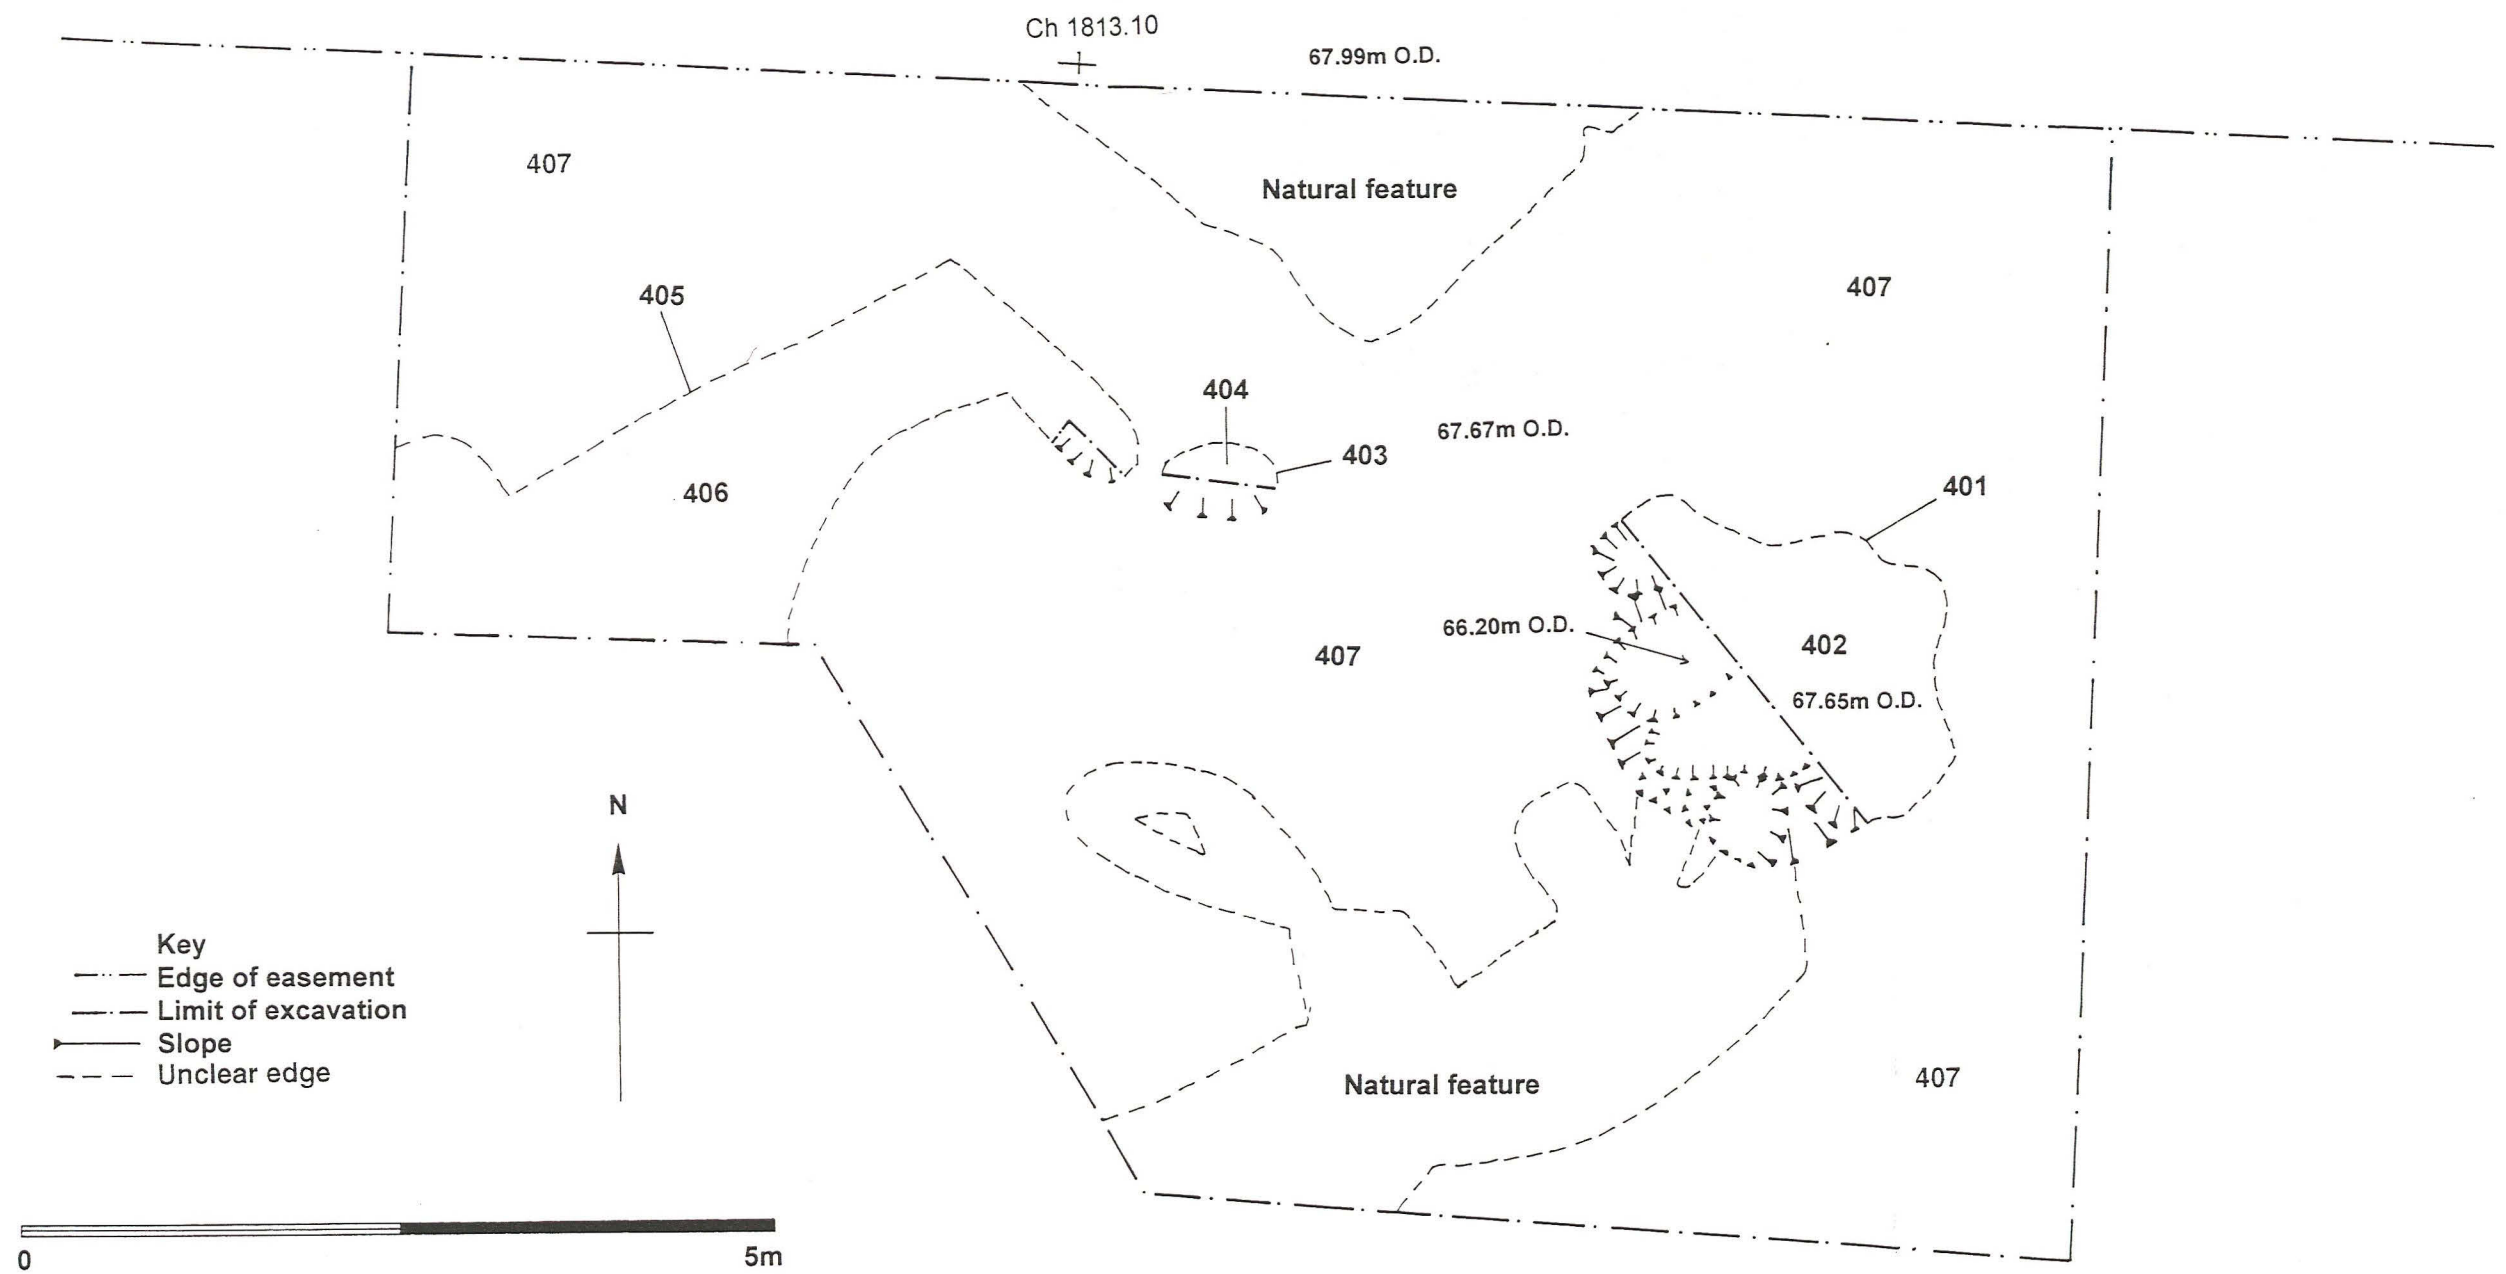 Ch 1813.10
67.99m O.D.
407
Natural feature
407
405
404
67.67m O.D.
403
406
401
66.20m O.D.
402
407
67.65m O.D.
N
Key
Edge of easement
Limit of excavation
Slope
Unclear edge
Natural feature
407
0
5m